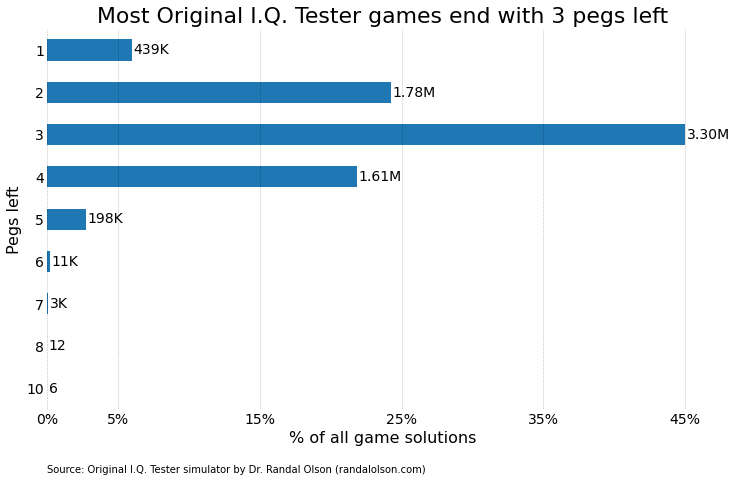 Most Original I.Q. Tester games end with 3 pegs left
Pegs left
1 439K
2 1.78M
3 3.30M
4 1.61M
5 198K
6 11K
7 3K
8 12
10 6
0% 5% 15% 25% 35% 45%
% of all game solutions
Source: Original I.Q. Tester simulator by Dr. Randal Olson (randalolson.com)